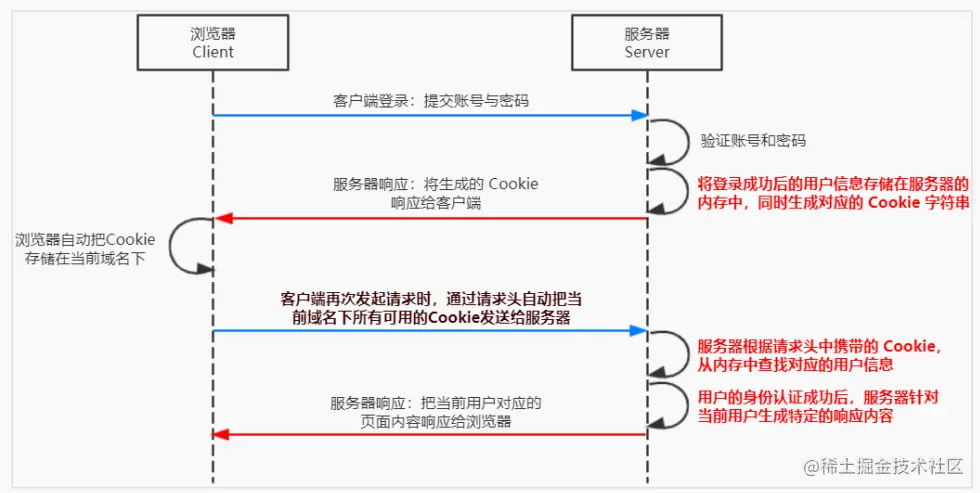 浏览器
Client
服务器
Server
客户端登录：提交账号与密码
验证账号和密码
将登录成功后的用户信息存储在服务器的
内存中，同时生成对应的 Cookie 字符串
服务器响应：将生成的 Cookie
响应给客户端
浏览器自动把Cookie
存储在当前域名下
客户端再次发起请求时，通过请求头自动把当
前域名下所有可用的Cookie发送给服务器
服务器根据请求头中携带的 Cookie，
从内存中查找对应的用户信息
用户的身份认证成功后，服务器针对
当前用户生成特定的响应内容
服务器响应：把当前用户对应的
页面内容响应给浏览器
@稀土掘金技术社区